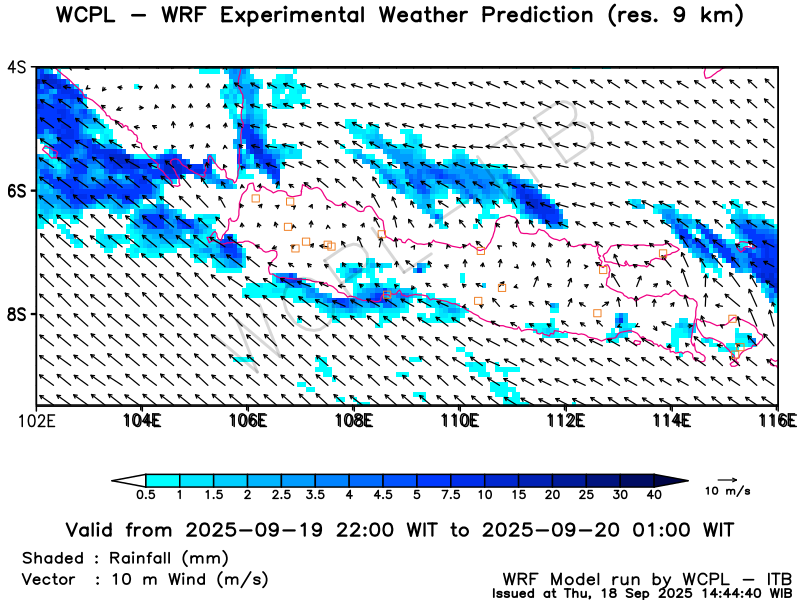 WCPL – WRF Experimental Weather Prediction (res. 9 km)
4S
6S
8S
102E 104E 106E 108E 110E 112E 114E 116E
WCPL-ITB
0.5 1 1.5 2 2.5 3.5 4 4.5 5 7.5 10 15 20 25 30 40
10 m/s
Valid from 2025–09–19 22:00 WIT to 2025–09–20 01:00 WIT
Shaded : Rainfall (mm)
Vector : 10 m Wind (m/s)
WRF Model run by WCPL – ITB
Issued at Thu, 18 Sep 2025 14:44:40 WIB